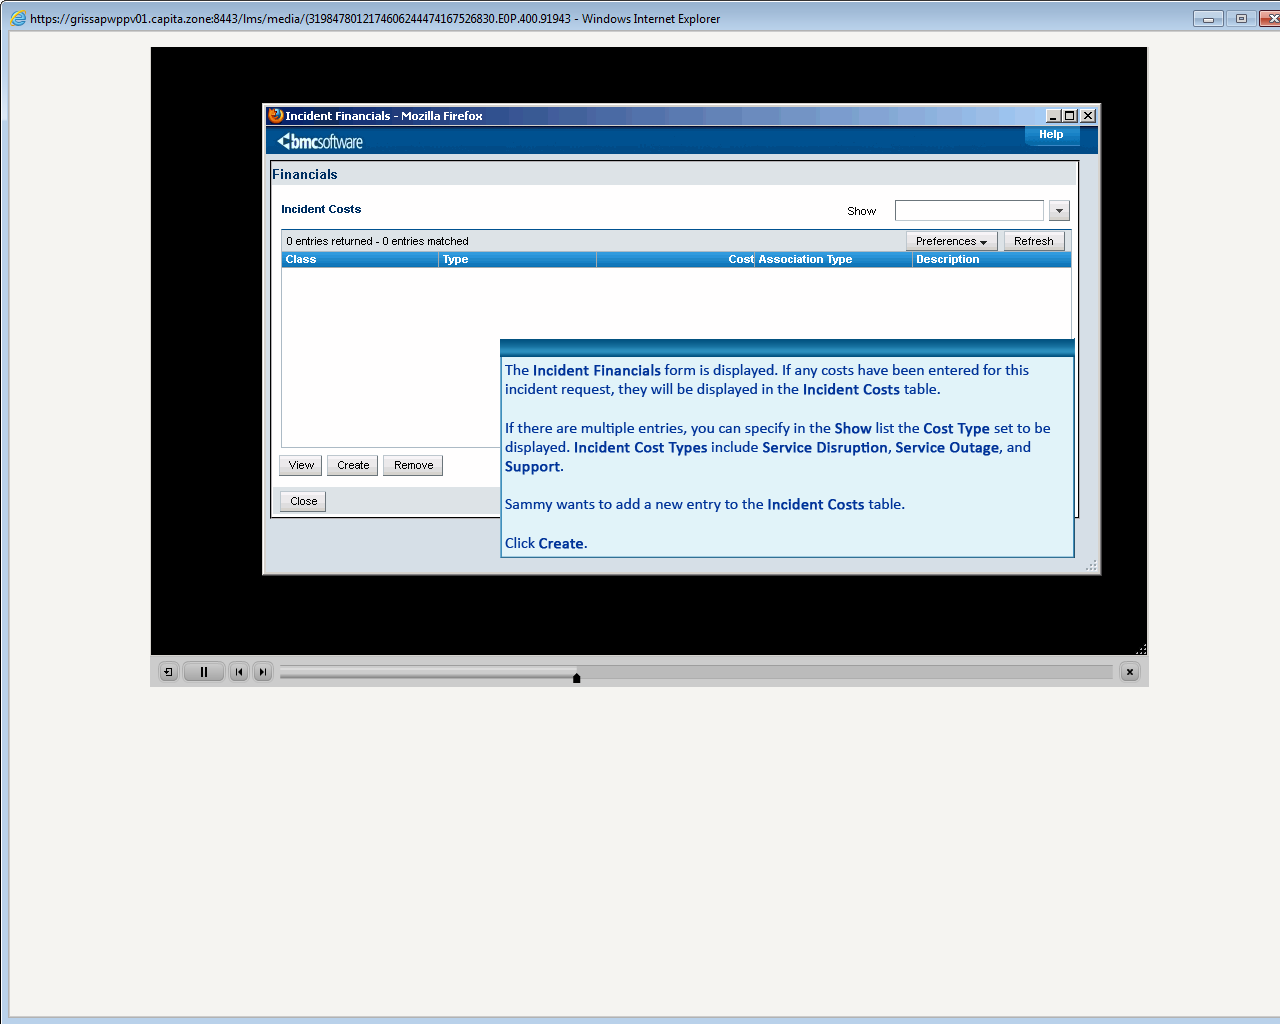 https://grissapwppv01.capita.zone:8443/lms/media/(3198478012174606244474167526830.E0P.400.91943 - Windows Internet Explorer
Incident Financials - Mozilla Firefox
bmcsoftware
Help
Financials
Incident Costs
Show
0 entries returned - 0 entries matched
Preferences
Refresh
Class
Type
Cost
Association Type
Description
The Incident Financials form is displayed. If any costs have been entered for this
incident request, they will be displayed in the Incident Costs table.
If there are multiple entries, you can specify in the Show list the Cost Type set to be
displayed. Incident Cost Types include Service Disruption, Service Outage, and
Support.
Sammy wants to add a new entry to the Incident Costs table.
Click Create.
View
Create
Remove
Close